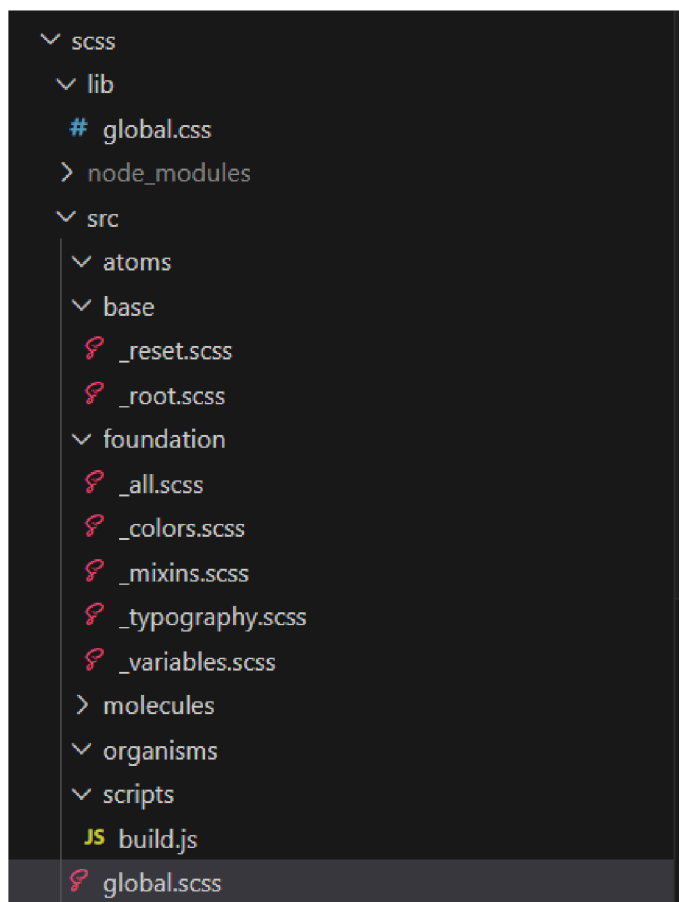 scss
lib
# global.css
node_modules
src
atoms
base
_reset.scss
_root.scss
foundation
_all.scss
_colors.scss
_mixins.scss
_typography.scss
_variables.scss
molecules
organisms
scripts
JS build.js
global.scss